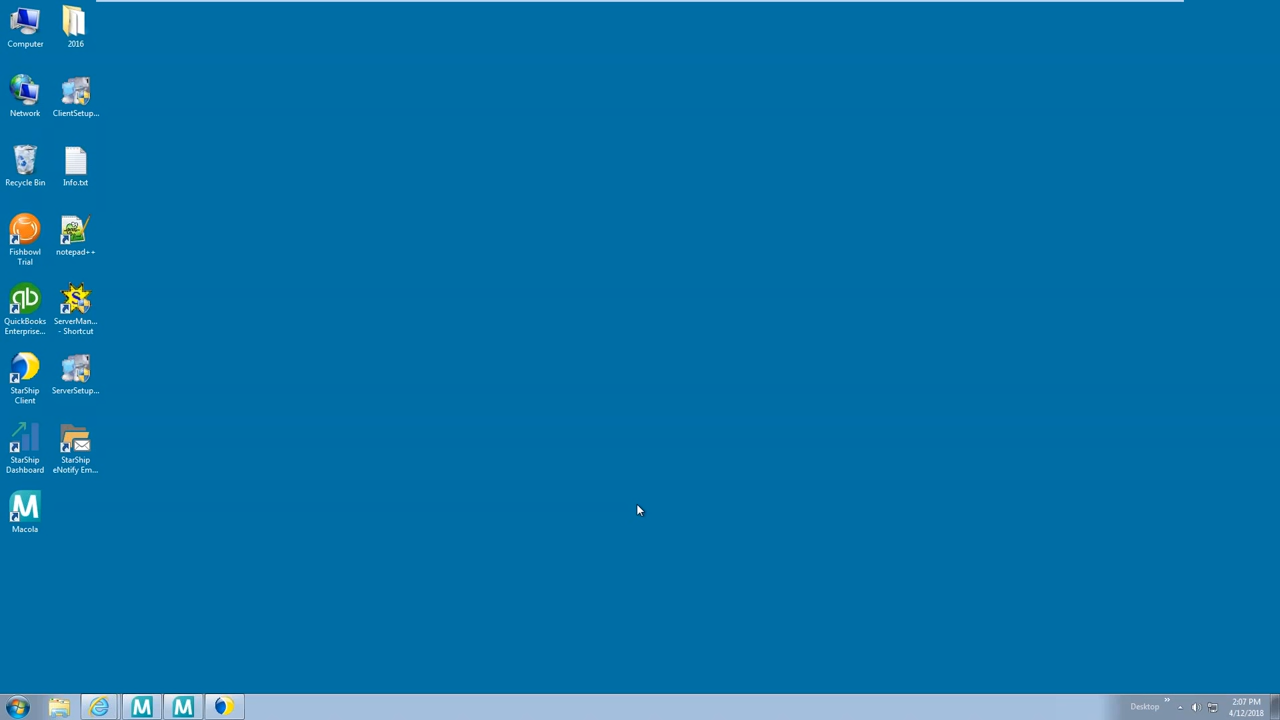 Computer
2016
Network
ClientSetup...
Recycle Bin
Info.txt
Fishbowl
Trial
notepad++
qb
QuickBooks
Enterprise...
S
ServerMan...
- Shortcut
StarShip
Client
ServerSetup...
StarShip
Dashboard
StarShip
eNotify Em...
M
Macola
M
M
Desktop
»
2:07 PM
4/12/2018